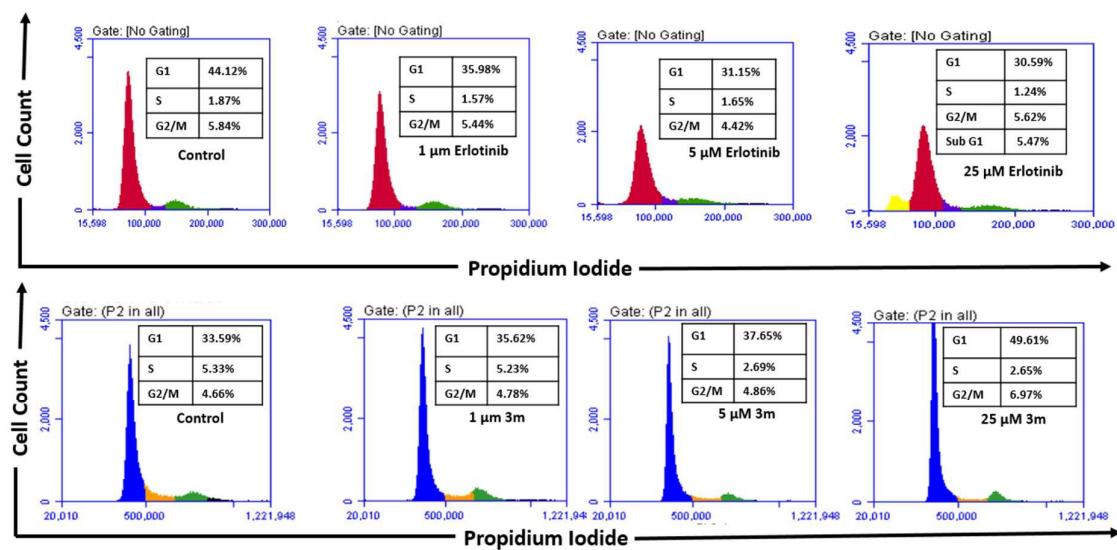 Gate: [No Gating]
4,500
2,000
0
G1 44.12%
S 1.87%
G2/M 5.84%
Control
15,598 100,000 200,000 300,000
Gate: [No Gating]
4,500
2,000
0
G1 35.98%
S 1.57%
G2/M 5.44%
1 µm Erlotinib
15,598 100,000 200,000 300,000
Gate: [No Gating]
4,500
2,000
0
G1 31.15%
S 1.65%
G2/M 4.42%
5 µM Erlotinib
15,598 100,000 200,000 300,000
Gate: [No Gating]
4,500
2,000
0
G1 30.59%
S 1.24%
G2/M 5.62%
Sub G1 5.47%
25 µM Erlotinib
15,598 100,000 200,000 300,000
Cell Count
Propidium Iodide
Gate: (P2 in all)
4,500
2,000
0
G1 33.59%
S 5.33%
G2/M 4.66%
Control
20,010 500,000 1,221,948
Gate: (P2 in all)
4,500
2,000
0
G1 35.62%
S 5.23%
G2/M 4.78%
1 µm 3m
20,010 500,000 1,221,948
Gate: (P2 in all)
4,500
2,000
0
G1 37.65%
S 2.69%
G2/M 4.86%
5 µM 3m
20,010 500,000 1,221,948
Gate: (P2 in all)
4,500
2,000
0
G1 49.61%
S 2.65%
G2/M 6.97%
25 µM 3m
20,010 500,000 1,221,948
Cell Count
Propidium Iodide